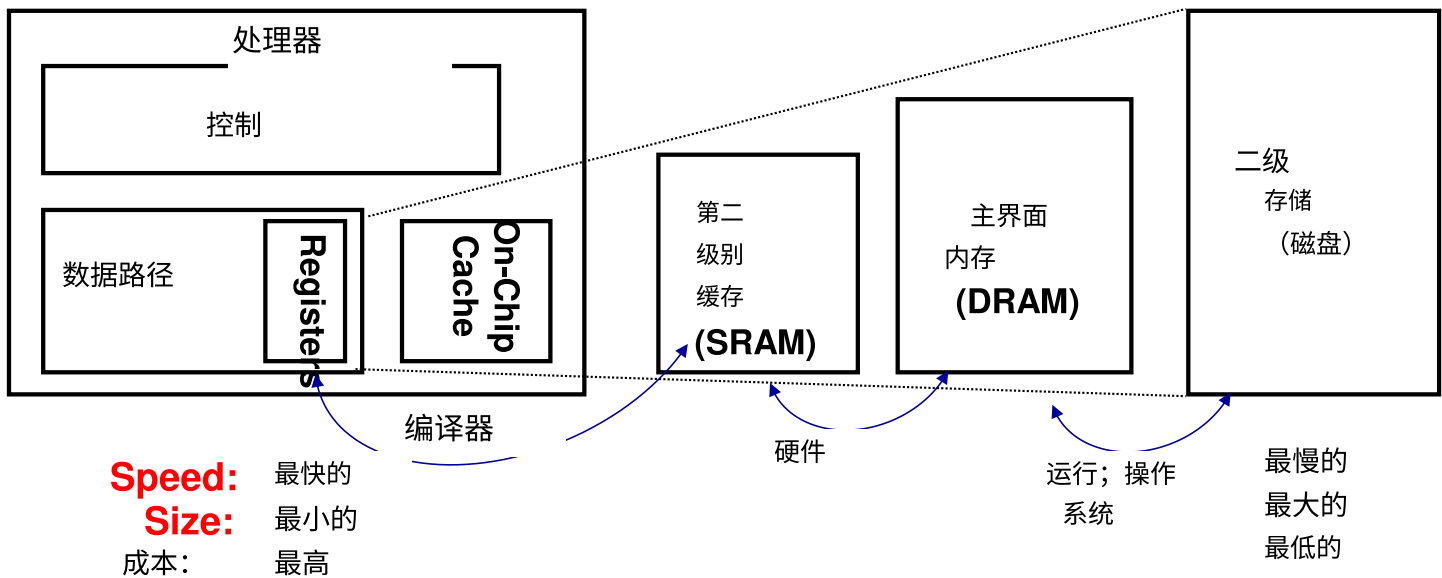 处理器
控制
数据路径
Registers
On-Chip
Cache
第二
级别
缓存
(SRAM)
主界面
内存
(DRAM)
二级
存储
（磁盘）
编译器
硬件
运行；操作
系统
Speed: 最快的
Size: 最小的
成本： 最高
最慢的
最大的
最低的